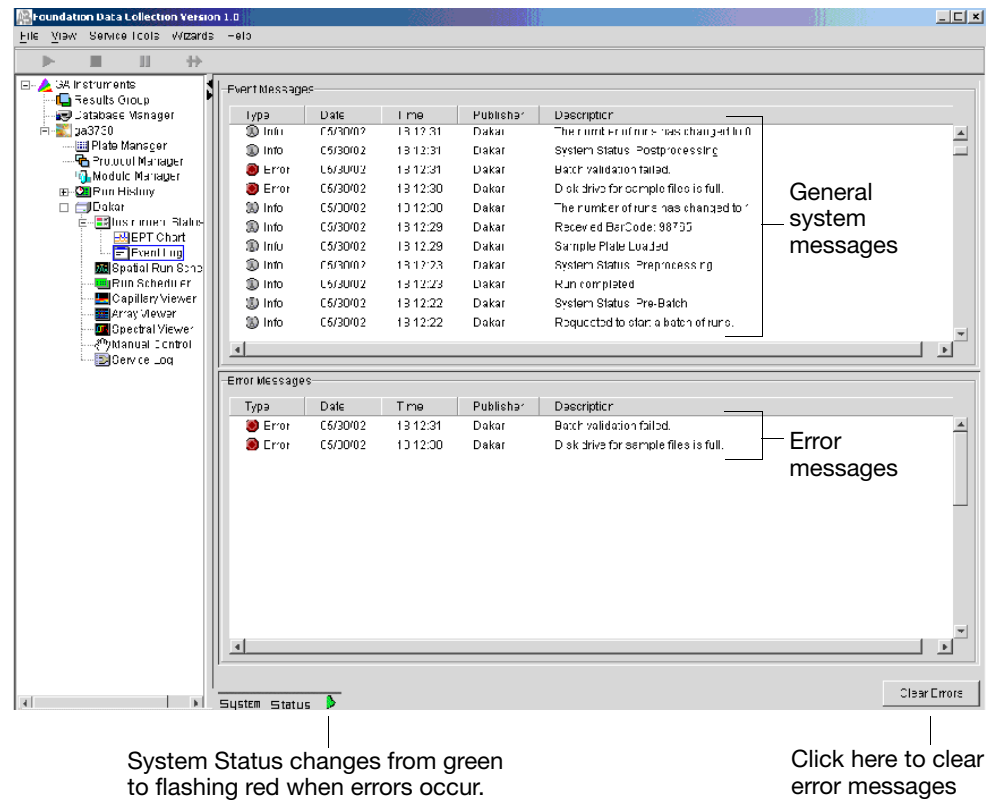 Foundation Data Collection Version 1.0
File View Service Tools Wizards Help
GA Instruments
Results Group
Database Manager
ga3730
Plate Manager
Protocol Manager
Module Manager
Run History
Dakar
Instrument Status
EPT Chart
Event Log
Spatial Run Sche
Run Scheduler
Capillary Viewer
Array Viewer
Spectral Viewer
Manual Control
Service Log
Event Messages
Type Date Time Publisher Description
Info 05/30/02 13:12:31 Dakar The number of runs has changed to 0
Info 05/30/02 13:12:31 Dakar System Status: Postprocessing
Error 05/30/02 13:12:31 Dakar Batch validation failed.
Error 05/30/02 13:12:30 Dakar Disk drive for sample files is full.
Info 05/30/02 13:12:30 Dakar The number of runs has changed to 1
Info 05/30/02 13:12:29 Dakar Received BarCode: 98765
Info 05/30/02 13:12:29 Dakar Sample Plate Loaded
Info 05/30/02 13:12:23 Dakar System Status: Preprocessing
Info 05/30/02 13:12:23 Dakar Run completed
Info 05/30/02 13:12:22 Dakar System Status: Pre-Batch
Info 05/30/02 13:12:22 Dakar Requested to start a batch of runs.
General
system
messages
Error Messages
Type Date Time Publisher Description
Error 05/30/02 13:12:31 Dakar Batch validation failed.
Error 05/30/02 13:12:30 Dakar Disk drive for sample files is full.
Error
messages
System Status
Clear Errors
System Status changes from green
to flashing red when errors occur.
Click here to clear
error messages